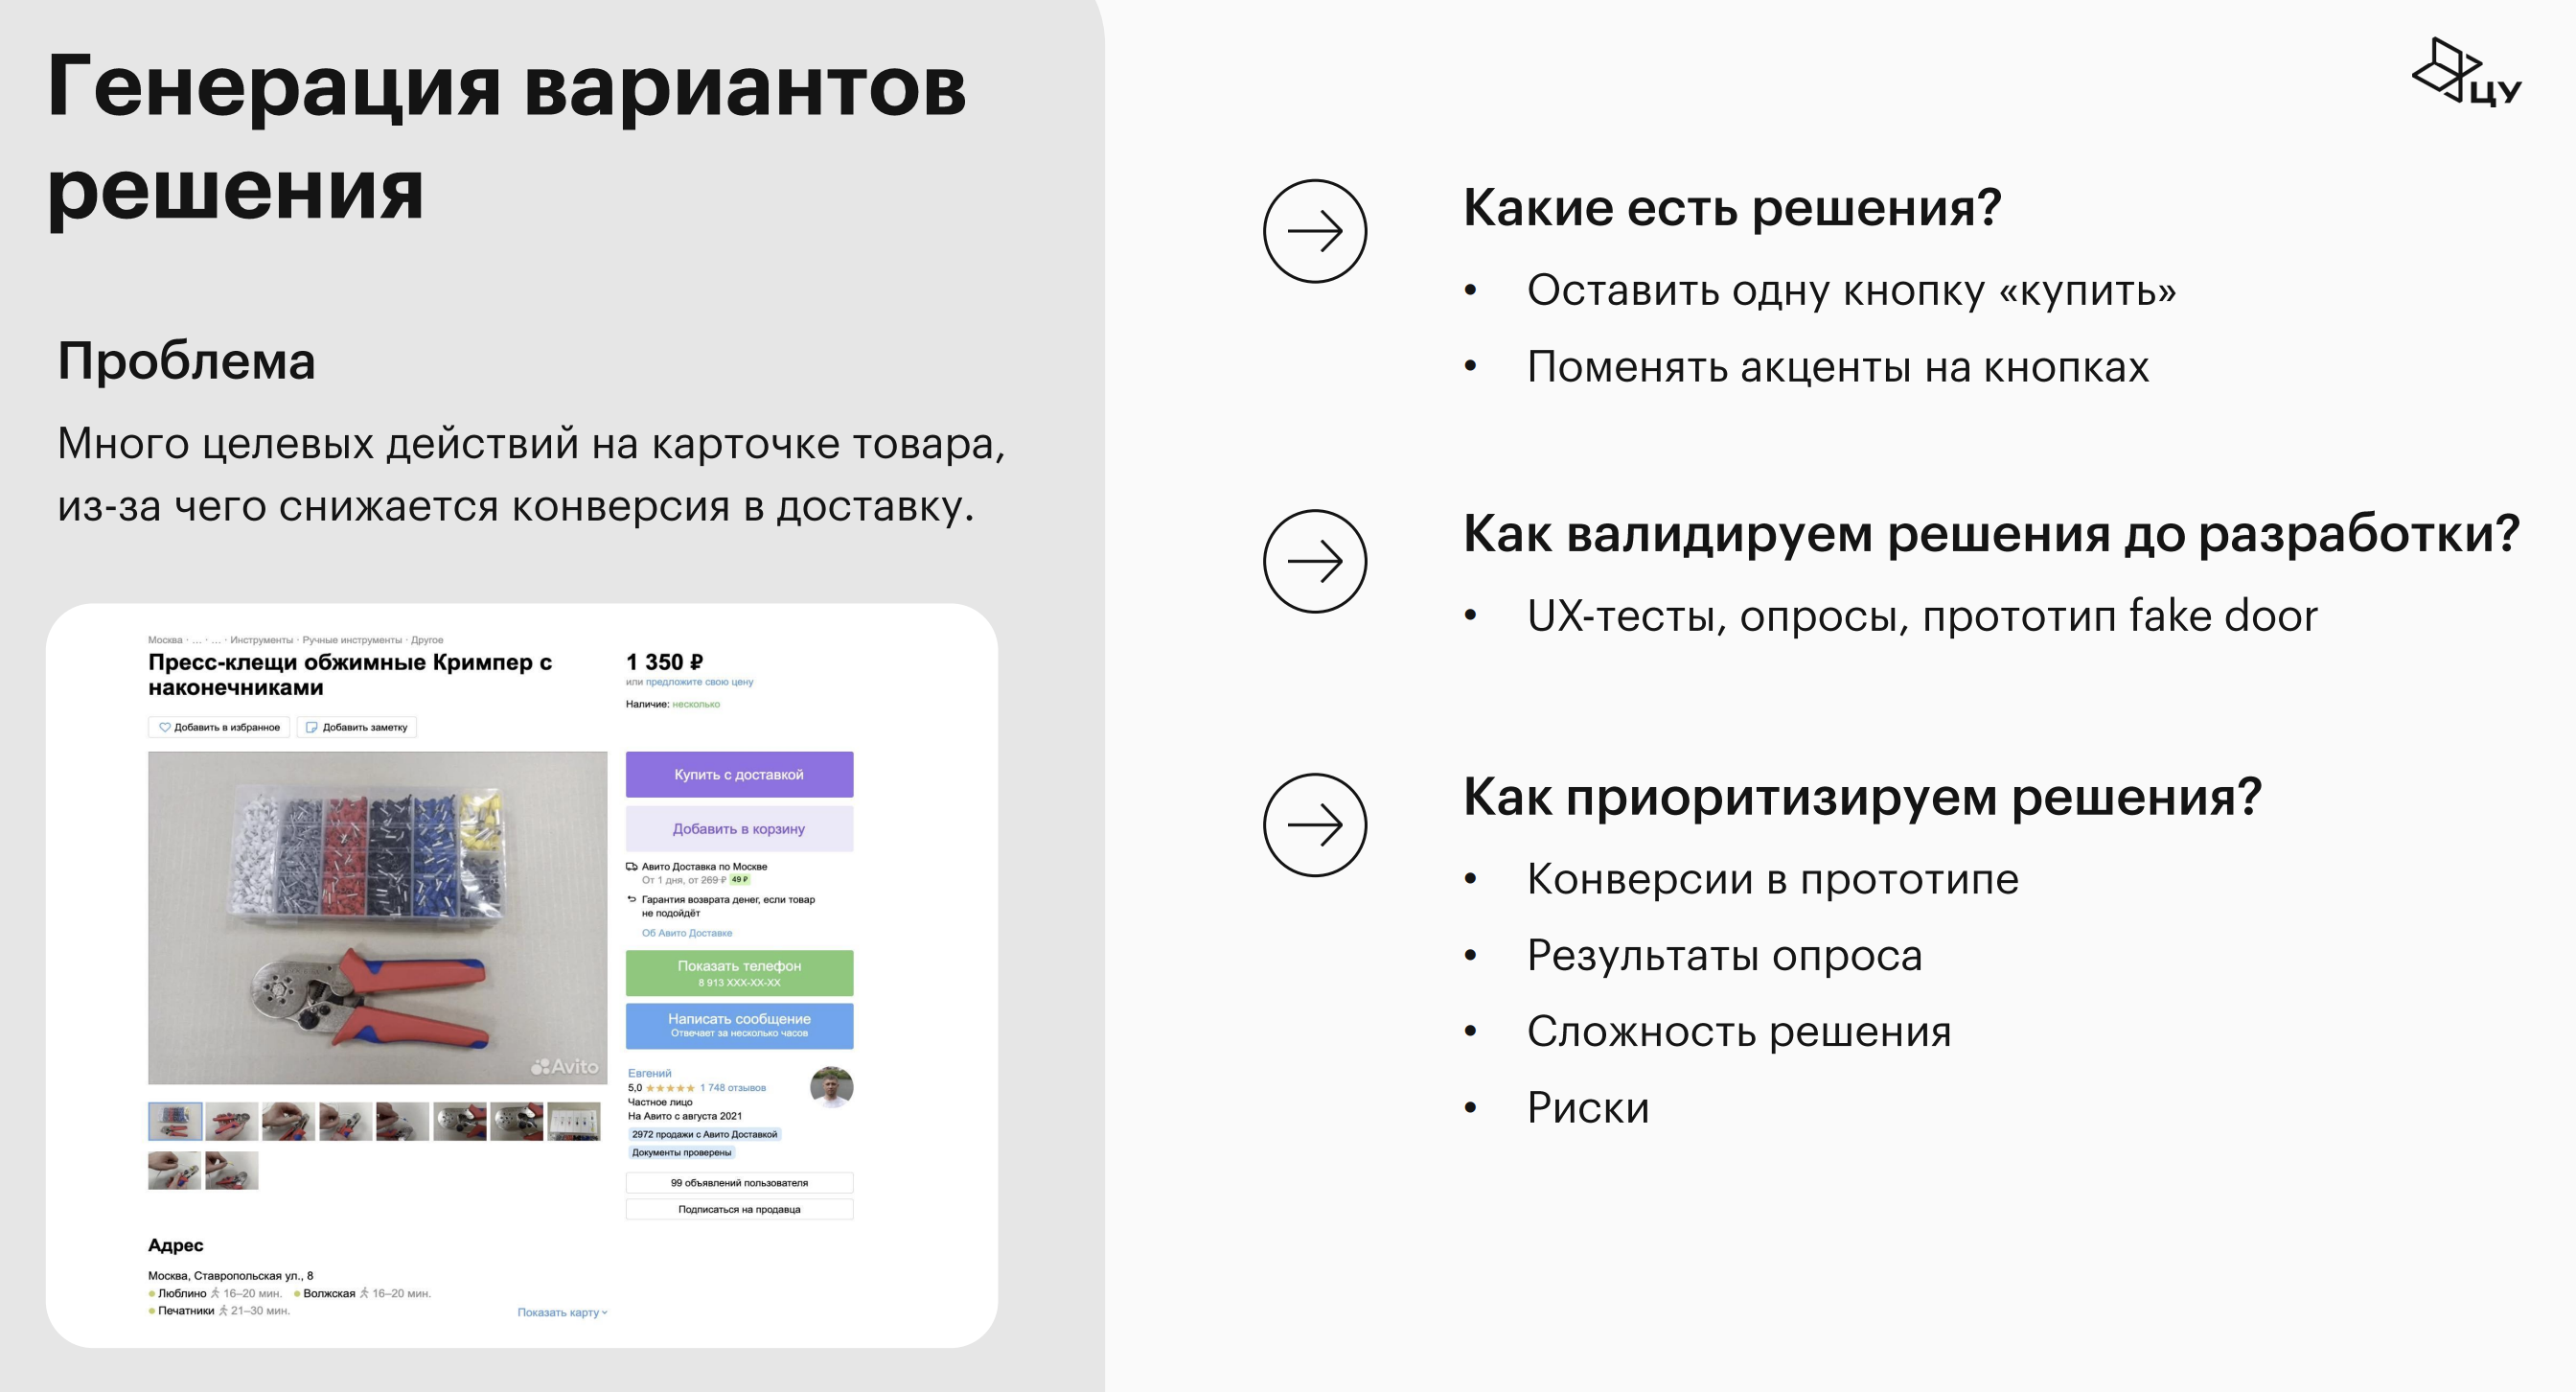 Генерация вариантов
решения
Проблема
Много целевых действий на карточке товара,
из-за чего снижается конверсия в доставку.
Москва · ... · ... · Инструменты · Ручные инструменты · Другое
Пресс-клещи обжимные Кримпер с
наконечниками
Добавить в избранное
Добавить заметку
Avito
1 350 ₽
или предложите свою цену
Наличие: несколько
Купить с доставкой
Добавить в корзину
Авито Доставка по Москве
От 1 дня, от 269 ₽ 49 ₽
Гарантия возврата денег, если товар
не подойдёт
Об Авито Доставке
Показать телефон
8 913 XXX-XX-XX
Написать сообщение
Отвечает за несколько часов
Евгений
5,0 ★★★★★ 1 748 отзывов
Частное лицо
На Авито с августа 2021
2972 продажи с Авито Доставкой
Документы проверены
99 объявлений пользователя
Подписаться на продавца
Адрес
Москва, Ставропольская ул., 8
Люблино 16–20 мин. Волжская 16–20 мин.
Печатники 21–30 мин.
Показать карту
ЦУ
Какие есть решения?
• Оставить одну кнопку «купить»
• Поменять акценты на кнопках
Как валидируем решения до разработки?
• UX-тесты, опросы, прототип fake door
Как приоритизируем решения?
• Конверсии в прототипе
• Результаты опроса
• Сложность решения
• Риски